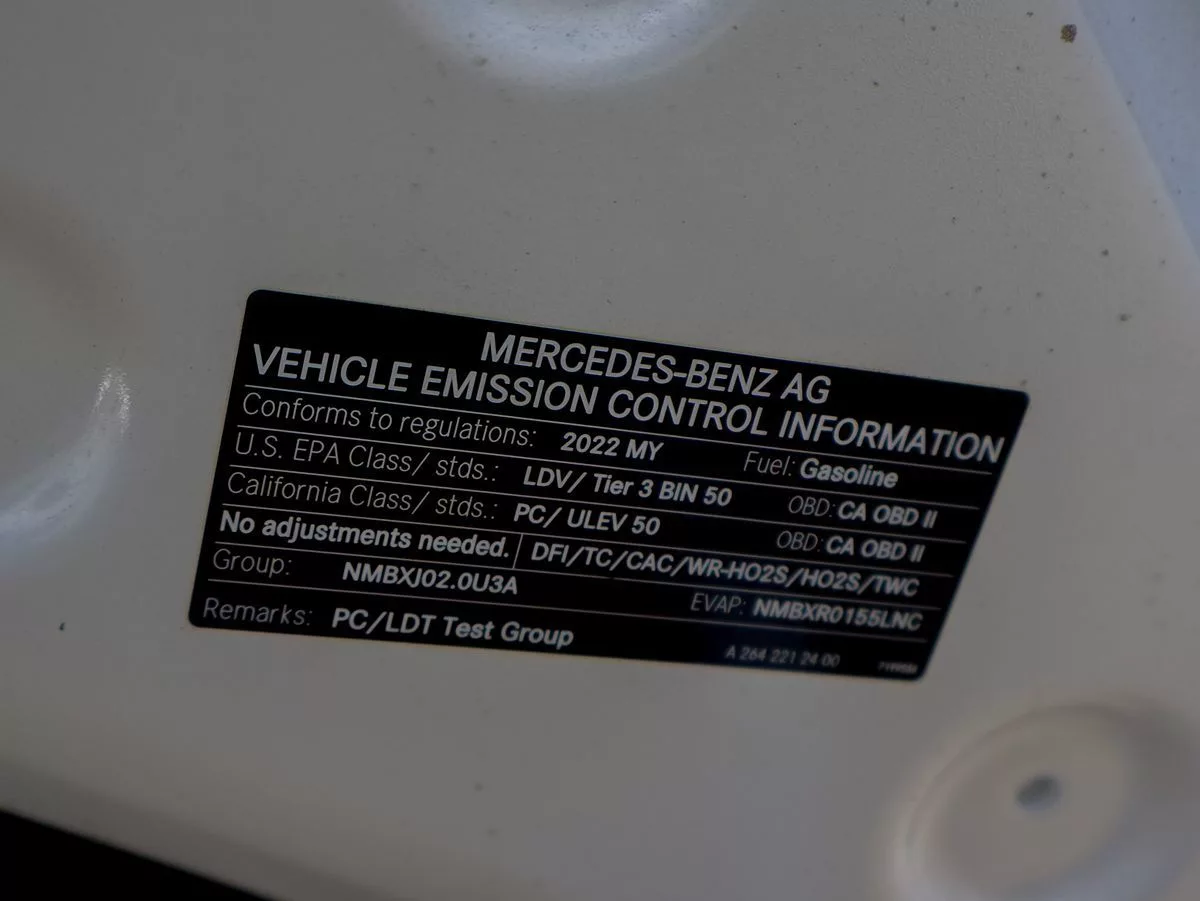 MERCEDES-BENZ AG
VEHICLE EMISSION CONTROL INFORMATION
Conforms to regulations: 2022 MY Fuel: Gasoline
U.S. EPA Class/ stds.: LDV/ Tier 3 BIN 50 OBD: CA OBD II
California Class/ stds.: PC/ ULEV 50 OBD: CA OBD II
No adjustments needed. DFI/TC/CAC/WR-HO2S/HO2S/TWC
Group: NMBXJ02.0U3A EVAP: NMBXR0155LNC
Remarks: PC/LDT Test Group A 264 221 24 00